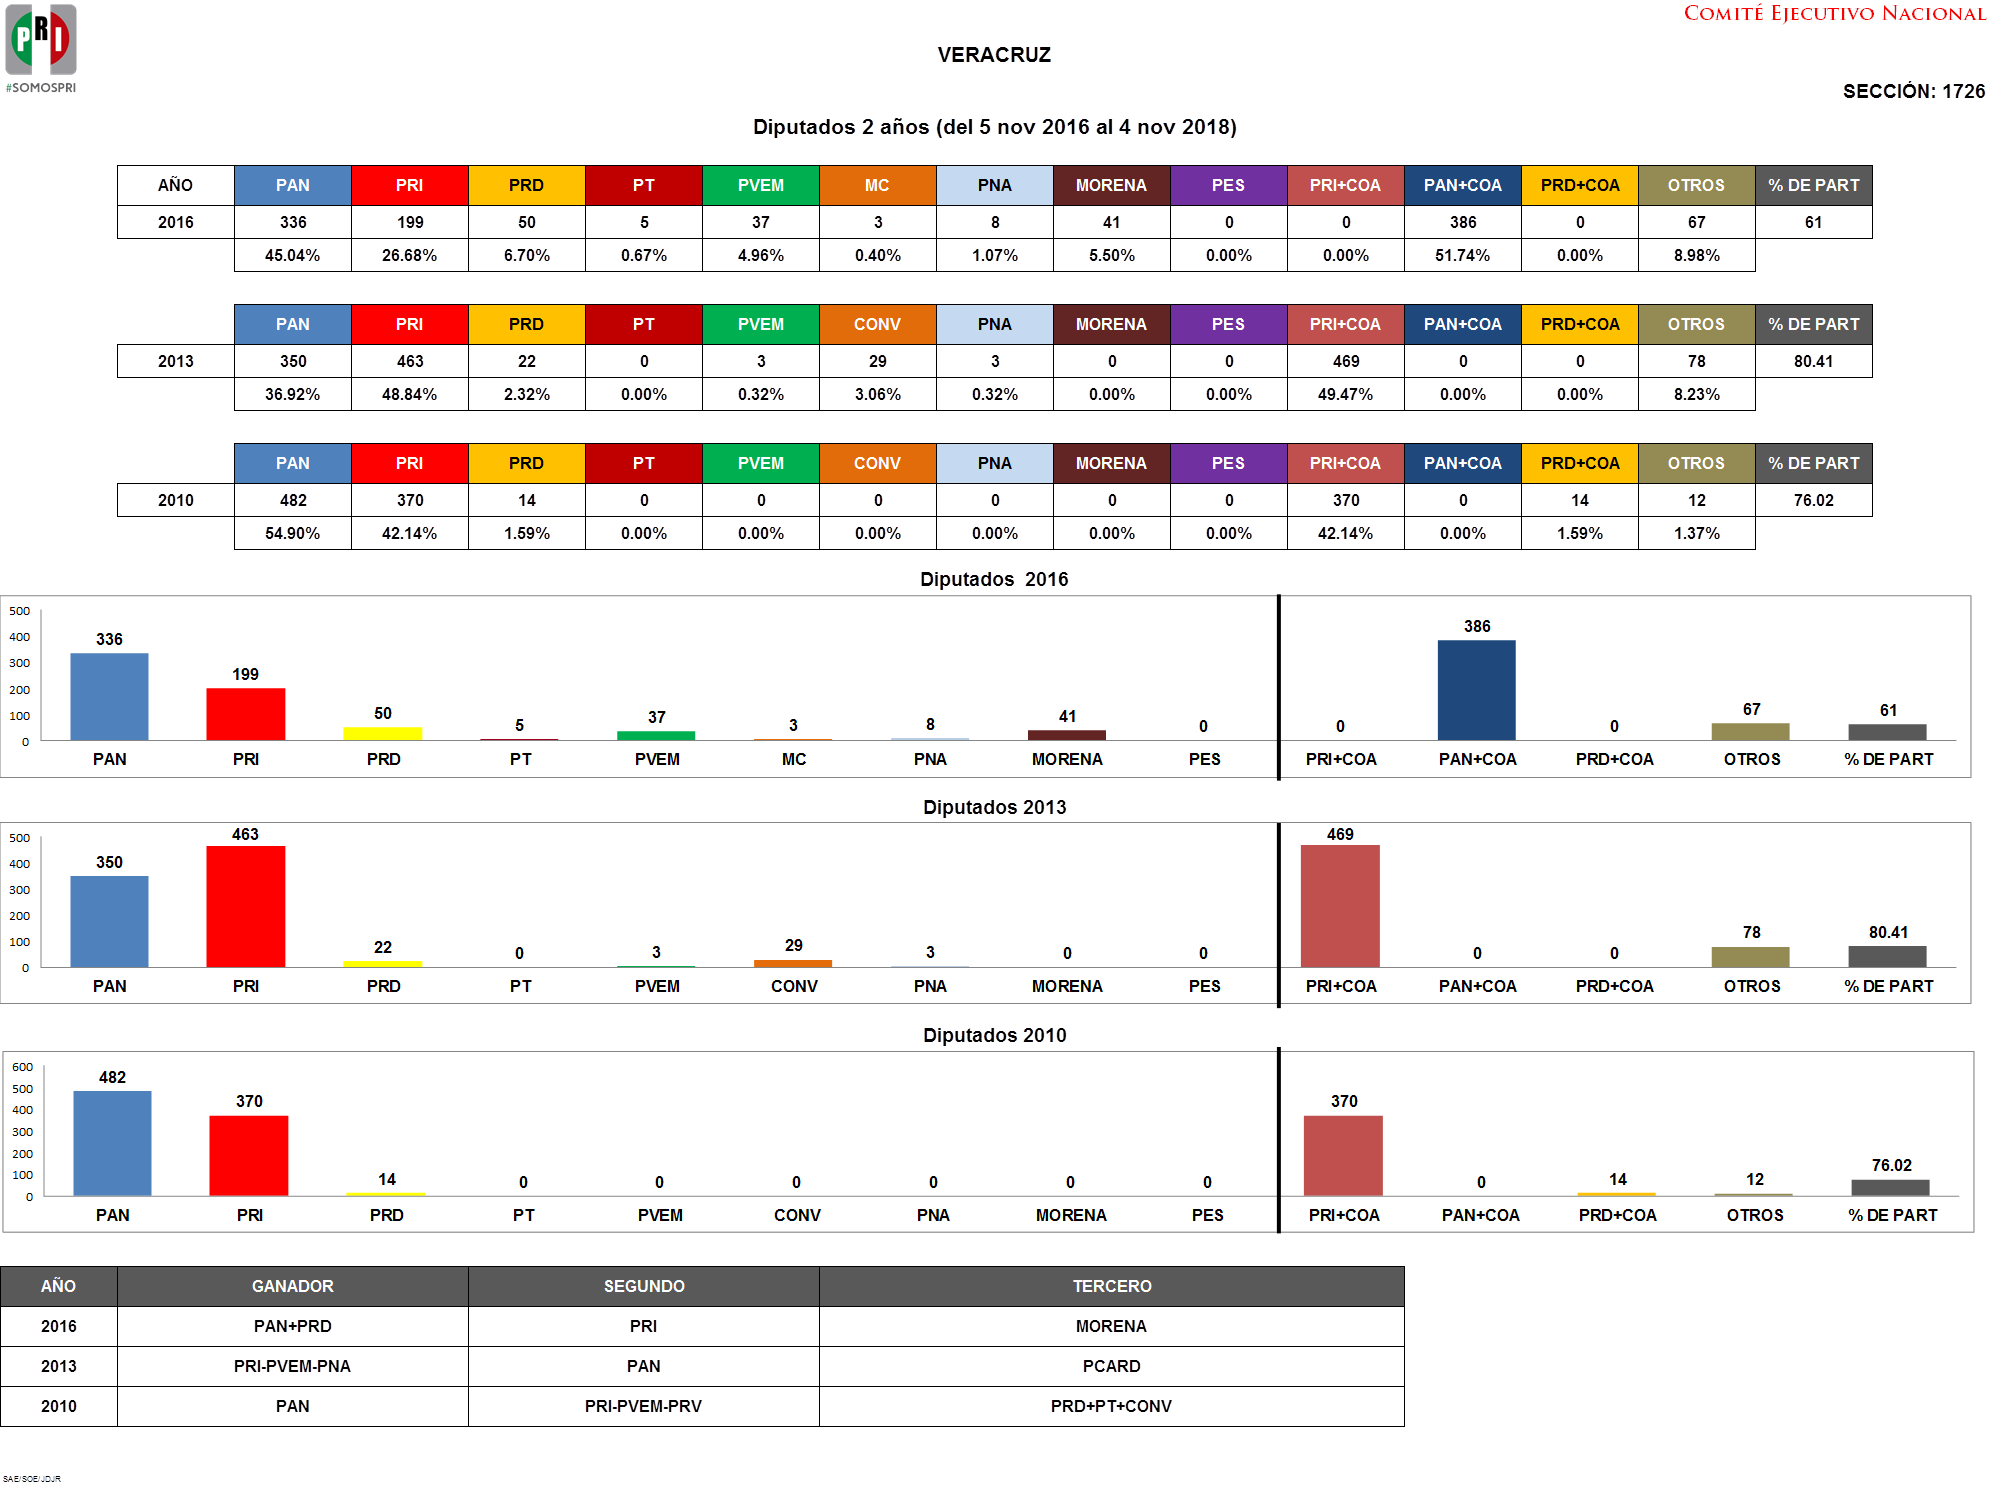 PRI
#SOMOSPRI
COMITÉ EJECUTIVO NACIONAL
VERACRUZ
SECCIÓN: 1726
Diputados 2 años (del 5 nov 2016 al 4 nov 2018)
AÑO PAN PRI PRD PT PVEM MC PNA MORENA PES PRI+COA PAN+COA PRD+COA OTROS % DE PART
2016 336 199 50 5 37 3 8 41 0 0 386 0 67 61
45.04% 26.68% 6.70% 0.67% 4.96% 0.40% 1.07% 5.50% 0.00% 0.00% 51.74% 0.00% 8.98%
PAN PRI PRD PT PVEM CONV PNA MORENA PES PRI+COA PAN+COA PRD+COA OTROS % DE PART
2013 350 463 22 0 3 29 3 0 0 469 0 0 78 80.41
36.92% 48.84% 2.32% 0.00% 0.32% 3.06% 0.32% 0.00% 0.00% 49.47% 0.00% 0.00% 8.23%
PAN PRI PRD PT PVEM CONV PNA MORENA PES PRI+COA PAN+COA PRD+COA OTROS % DE PART
2010 482 370 14 0 0 0 0 0 0 370 0 14 12 76.02
54.90% 42.14% 1.59% 0.00% 0.00% 0.00% 0.00% 0.00% 0.00% 42.14% 0.00% 1.59% 1.37%
Diputados 2016
500
400
300
200
100
0
336 199 50 5 37 3 8 41 0 0 386 0 67 61
PAN PRI PRD PT PVEM MC PNA MORENA PES PRI+COA PAN+COA PRD+COA OTROS % DE PART
Diputados 2013
500
400
300
200
100
0
350 463 22 0 3 29 3 0 0 469 0 0 78 80.41
PAN PRI PRD PT PVEM CONV PNA MORENA PES PRI+COA PAN+COA PRD+COA OTROS % DE PART
Diputados 2010
600
500
400
300
200
100
0
482 370 14 0 0 0 0 0 0 370 0 14 12 76.02
PAN PRI PRD PT PVEM CONV PNA MORENA PES PRI+COA PAN+COA PRD+COA OTROS % DE PART
AÑO GANADOR SEGUNDO TERCERO
2016 PAN+PRD PRI MORENA
2013 PRI-PVEM-PNA PAN PCARD
2010 PAN PRI-PVEM-PRV PRD+PT+CONV
SAE/SOE/JDJR